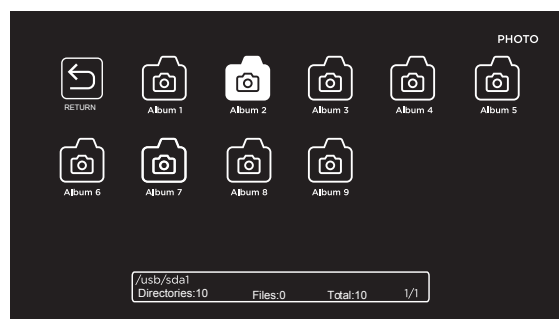 PHOTO
RETURN
Album 1
Album 2
Album 3
Album 4
Album 5
Album 6
Album 7
Album 8
Album 9
/usb/sda1
Directories:10 Files:0 Total:10 1/1